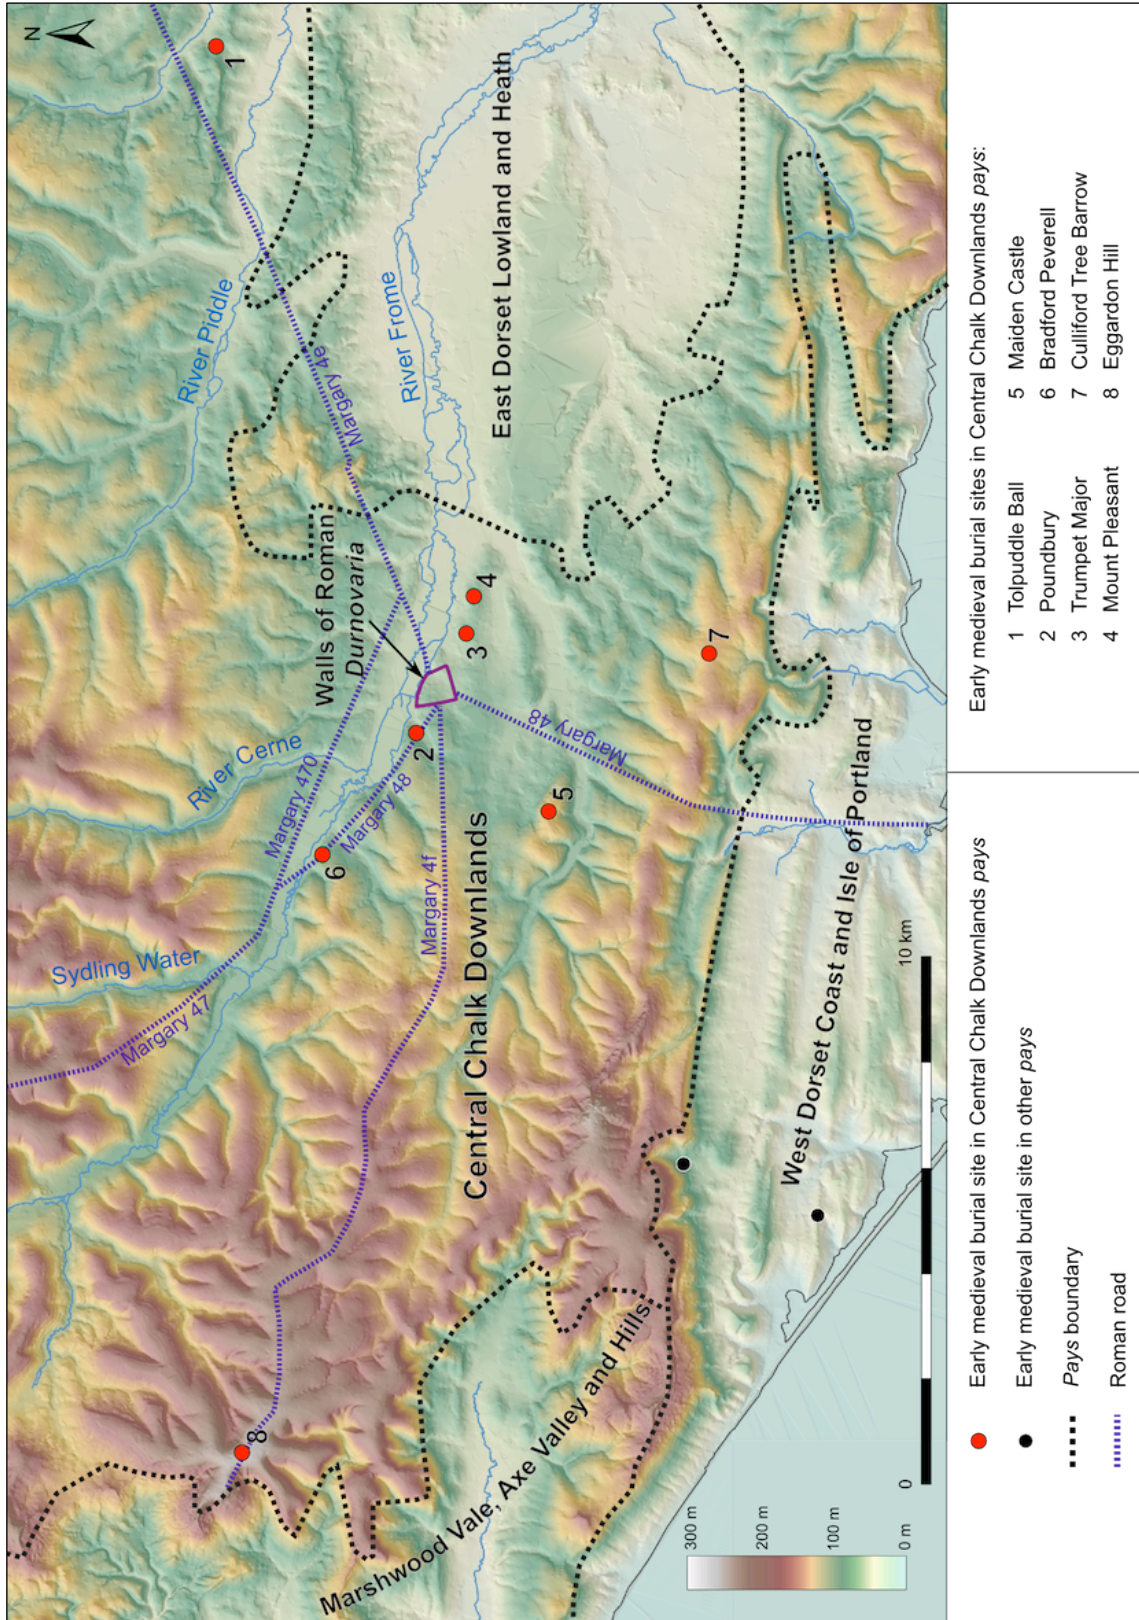 N
1
River Piddle
Margary 4e
River Frome
East Dorset Lowland and Heath
Walls of Roman
Durnovaria
4
3
7
2
River Cerne
Margary 470
Margary 48
Margary 48
5
6
Margary 4f
Central Chalk Downlands
Sydling Water
Margary 47
West Dorset Coast and Isle of Portland
8
Marshwood Vale, Axe Valley and Hills
300 m
200 m
100 m
0 m
0
10 km
Early medieval burial site in Central Chalk Downlands pays
Early medieval burial site in other pays
Pays boundary
Roman road
Early medieval burial sites in Central Chalk Downlands pays:
1 Tolpuddle Ball
2 Poundbury
3 Trumpet Major
4 Mount Pleasant
5 Maiden Castle
6 Bradford Peverell
7 Culliford Tree Barrow
8 Eggardon Hill